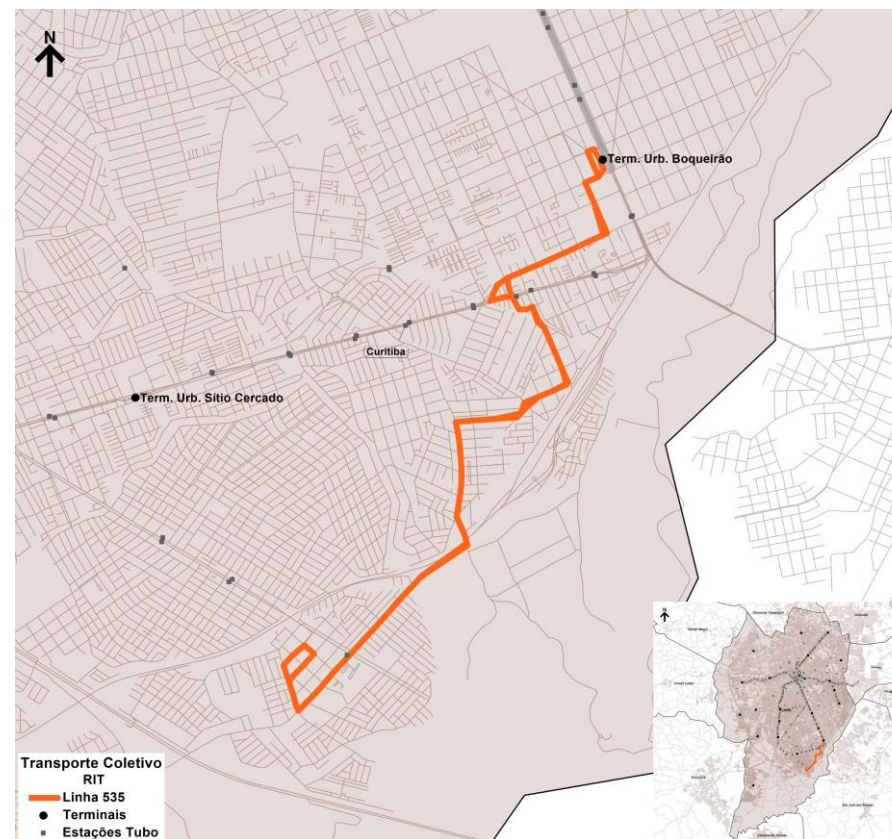 N
Term. Urb. Boqueirão
Curitiba
Term. Urb. Sítio Cercado
N
Transporte Coletivo
RIT
Linha 535
Terminais
Estações Tubo